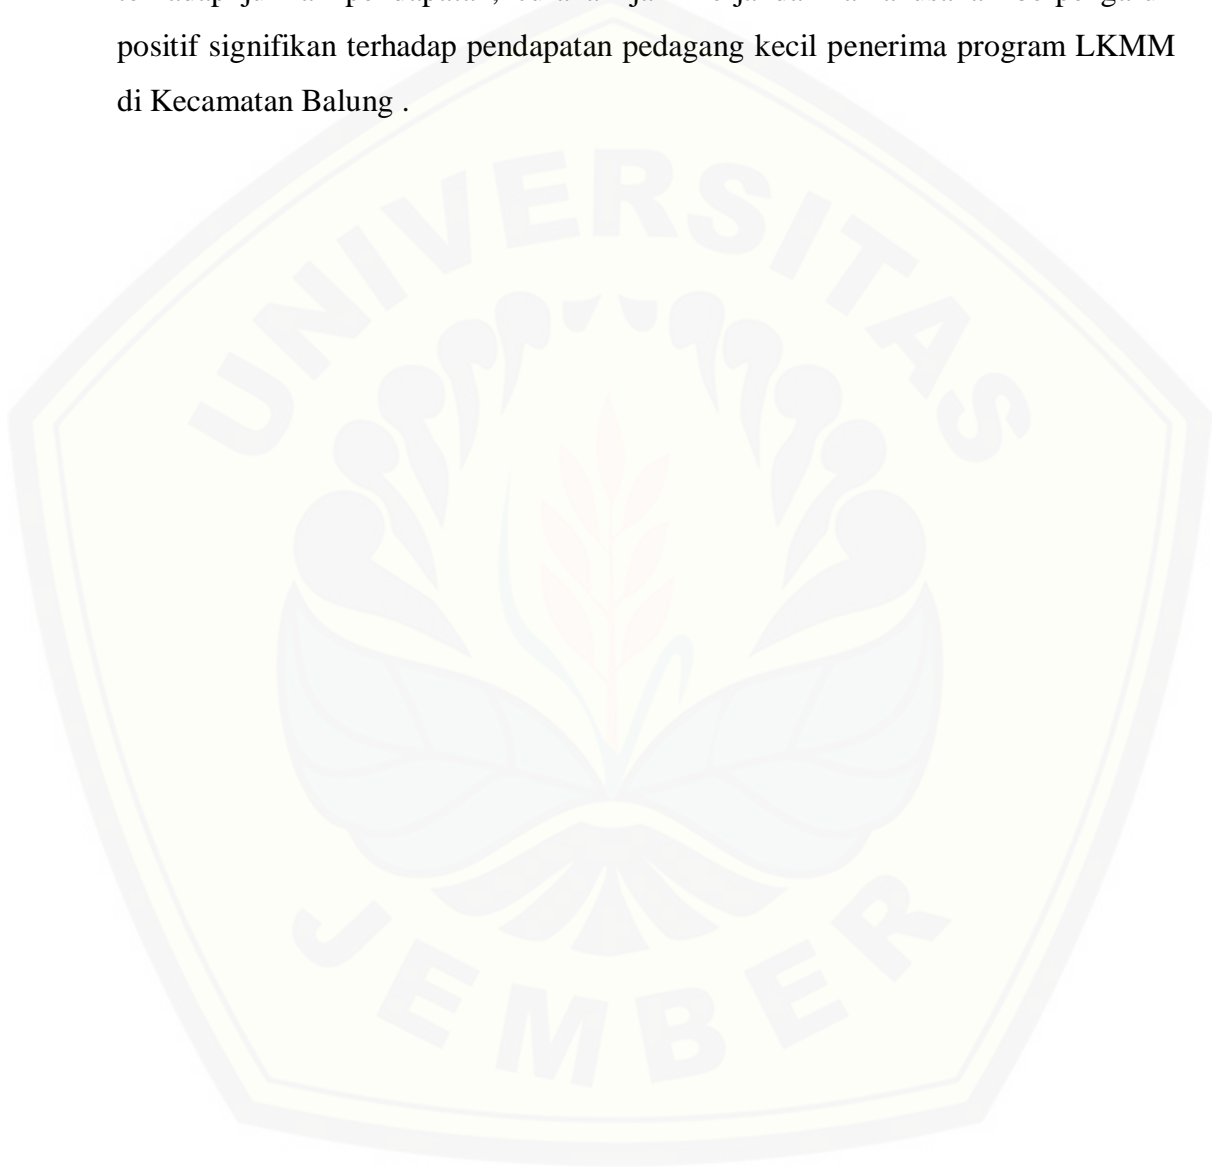 positif signifikan terhadap pendapatan pedagang kecil penerima program LKMM
di Kecamatan Balung .
UNIVERSITAS
JEMBER